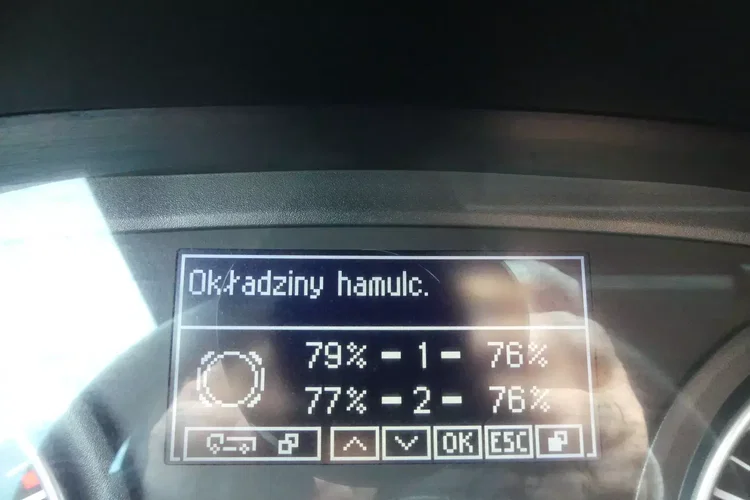 Okładziny hamulc.
79% - 1 - 76%
77% - 2 - 76%
OK ESC